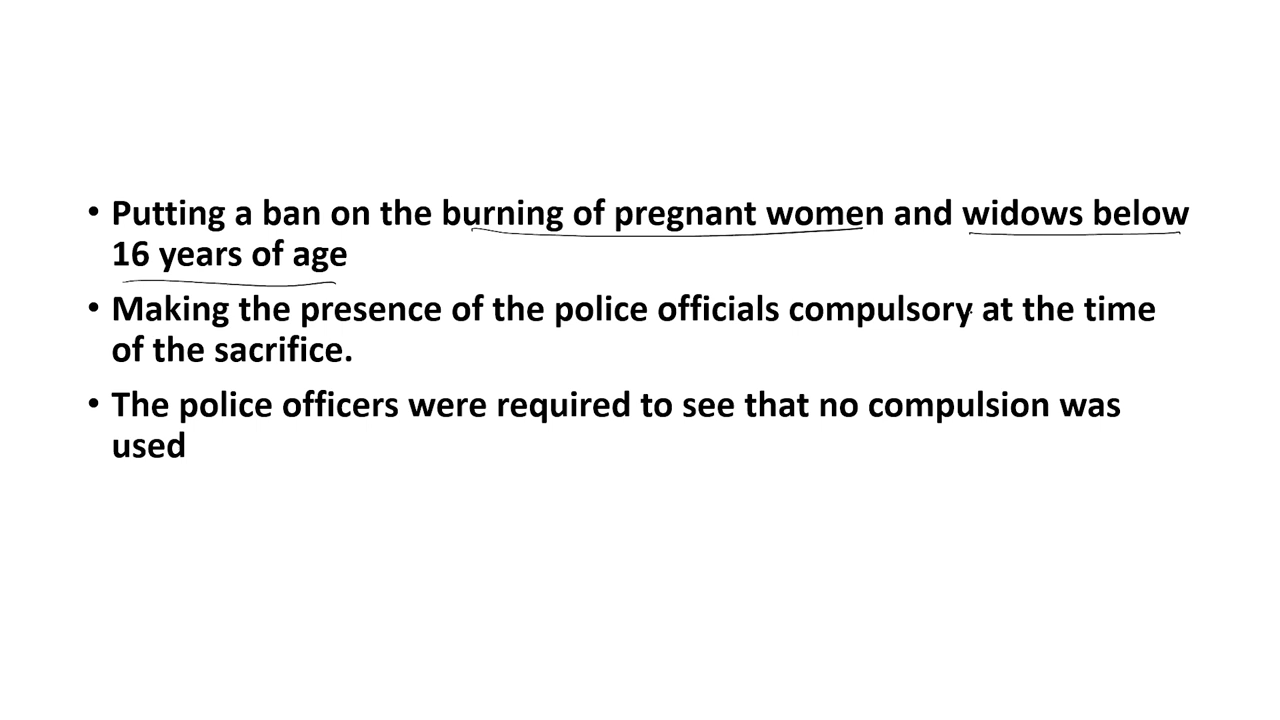 • Putting a ban on the burning of pregnant women and widows below
16 years of age
• Making the presence of the police officials compulsory at the time
of the sacrifice.
• The police officers were required to see that no compulsion was
used